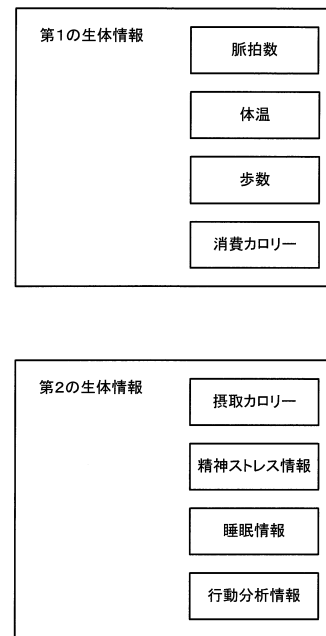 第1の生体情報
脈拍数
体温
歩数
消費カロリー
第2の生体情報
摂取カロリー
精神ストレス情報
睡眠情報
行動分析情報